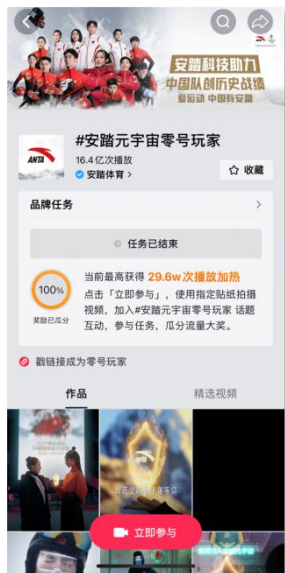 安踏科技助力
中国队创历史战绩
爱运动 中国有安踏
ANTA
#安踏元宇宙零号玩家
16.4亿次播放
安踏体育
收藏
品牌任务
任务已结束
100%
奖励已瓜分
当前最高获得 29.6w次播放加热
点击「立即参与」，使用指定贴纸拍摄
视频，加入#安踏元宇宙零号玩家 话题
互动，参与任务，瓜分流量大奖。
戳链接成为零号玩家
作品
精选视频
ANTA
立即参与